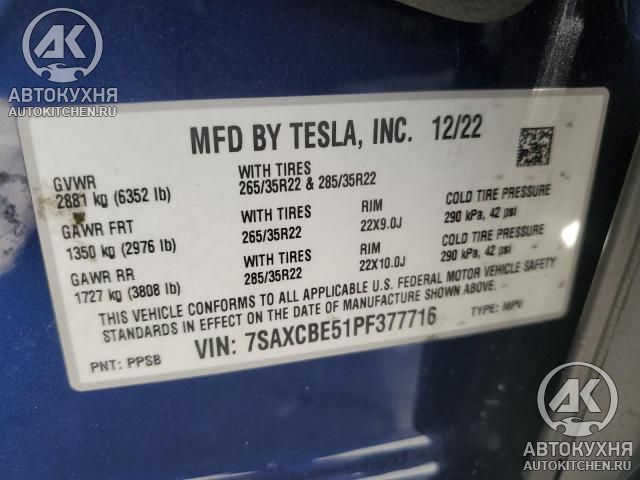 AK
АВТОКУХНЯ
AUTOKITCHEN.RU
MFD BY TESLA, INC. 12/22
GVWR
2881 kg (6352 lb)
WITH TIRES
265/35R22 & 285/35R22
GAWR FRT
1350 kg (2976 lb)
WITH TIRES
265/35R22
RIM
22X9.0J
COLD TIRE PRESSURE
290 kPa, 42 psi
GAWR RR
1727 kg (3808 lb)
WITH TIRES
285/35R22
RIM
22X10.0J
COLD TIRE PRESSURE
290 kPa, 42 psi
THIS VEHICLE CONFORMS TO ALL APPLICABLE U.S. FEDERAL MOTOR VEHICLE SAFETY
STANDARDS IN EFFECT ON THE DATE OF MANUFACTURE SHOWN ABOVE.
PNT: PPSB
VIN: 7SAXCBE51PF377716
TYPE: MPV
AK
АВТОКУХНЯ
AUTOKITCHEN.RU